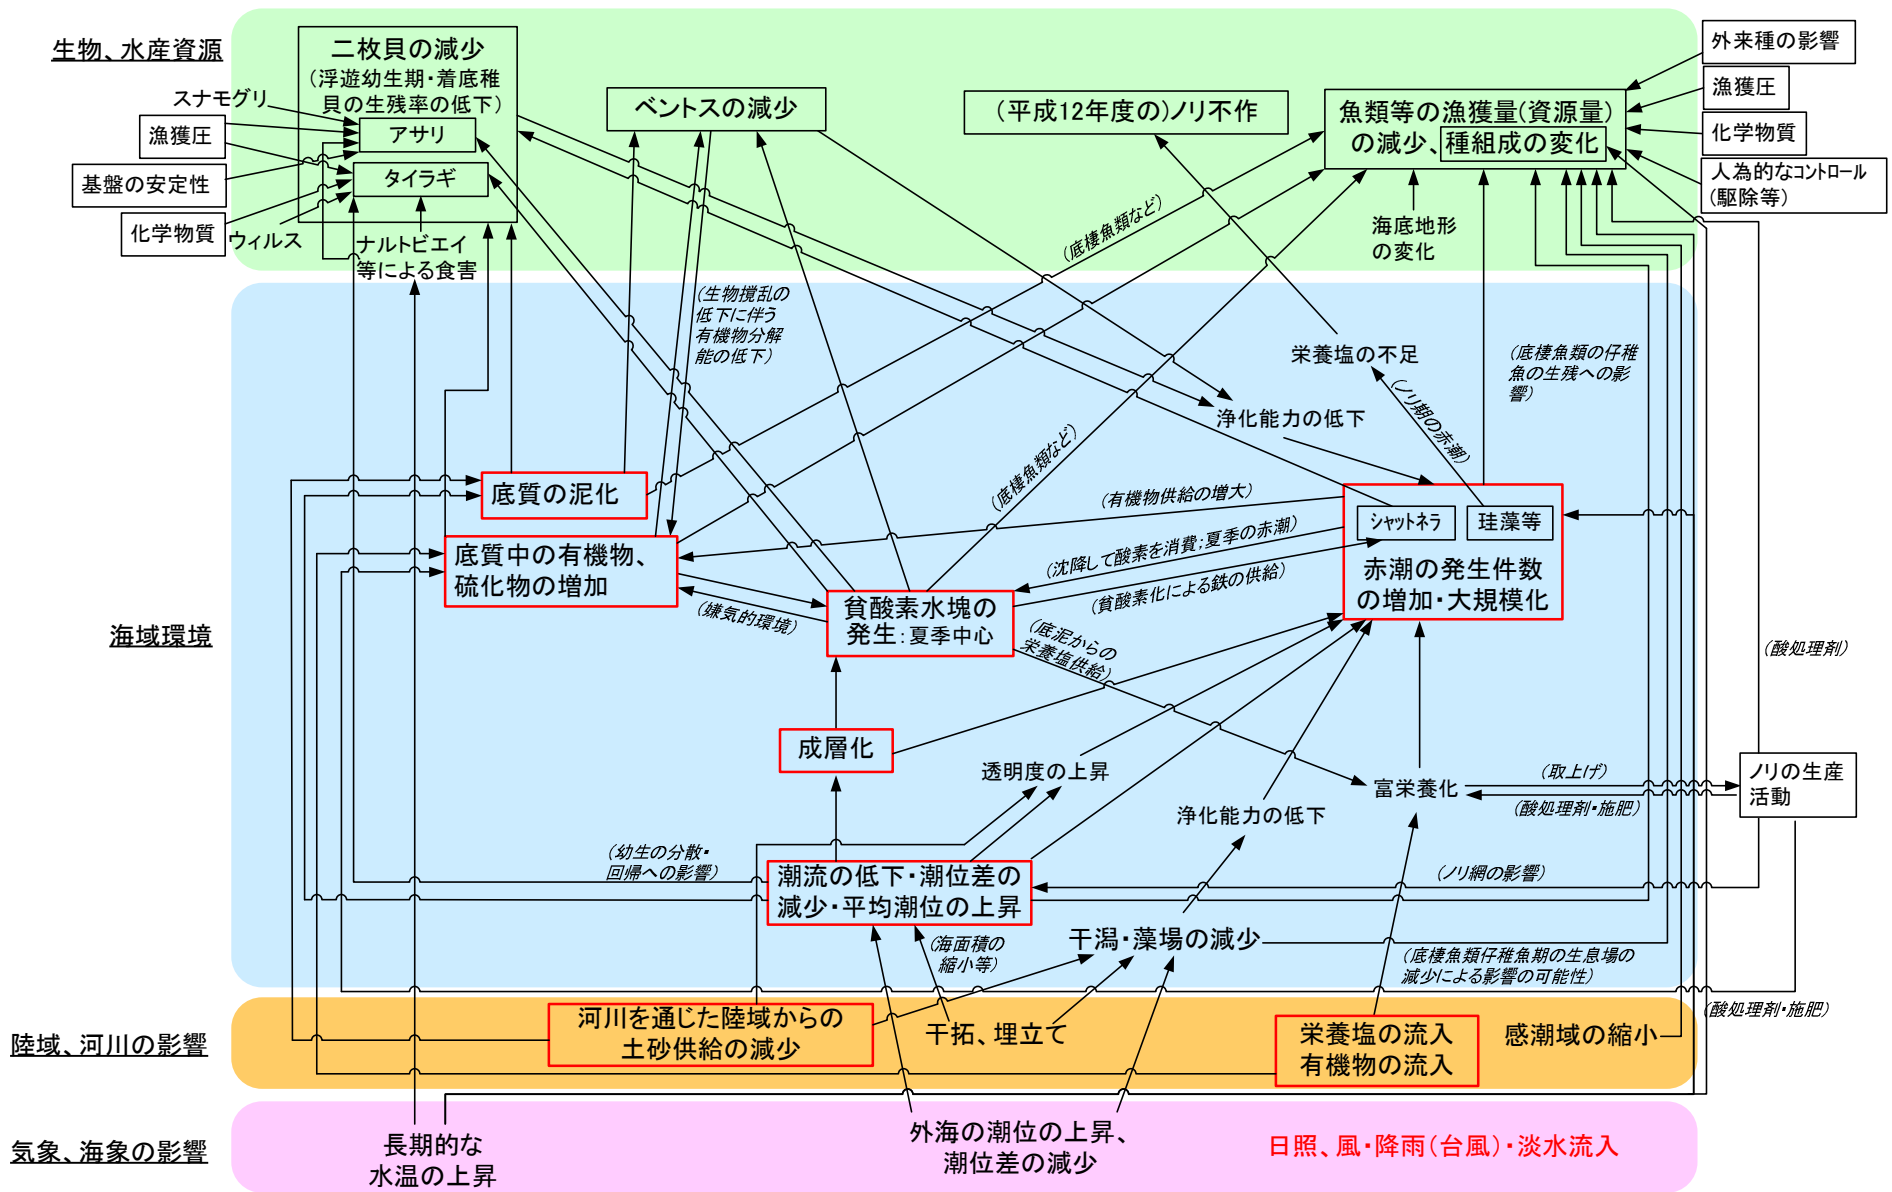 生物、水産資源
二枚貝の減少
（浮遊幼生期・着底稚
貝の生残率の低下）
スナモグリ
漁獲圧
アサリ
基盤の安定性
タイラギ
化学物質
ウィルス
ナルトビエイ
等による食害
ベントスの減少
（平成12年度の）ノリ不作
魚類等の漁獲量（資源量）
の減少、種組成の変化
外来種の影響
漁獲圧
化学物質
人為的なコントロール
（駆除等）
海底地形
の変化
（底棲魚類など）
（生物撹乱の
低下に伴う
有機物分解
能の低下）
栄養塩の不足
（底棲魚類の仔稚
魚の生残への影
響）
（ノリ期の赤潮）
浄化能力の低下
（底棲魚類など）
海域環境
底質の泥化
底質中の有機物、
硫化物の増加
（有機物供給の増大）
（沈降して酸素を消費；夏季の赤潮）
（貧酸素化による鉄の供給）
シャットネラ
珪藻等
赤潮の発生件数
の増加・大規模化
（嫌気的環境）
貧酸素水塊の
発生：夏季中心
（底泥からの
栄養塩供給）
（酸処理剤）
成層化
透明度の上昇
浄化能力の低下
富栄養化
（取上げ）
（酸処理剤・施肥）
ノリの生産
活動
（幼生の分散・
回帰への影響）
潮流の低下・潮位差の
減少・平均潮位の上昇
（ノリ網の影響）
（海面積の
縮小等）
干潟・藻場の減少
（底棲魚類仔稚魚期の生息場の
減少による影響の可能性）
（酸処理剤・施肥）
陸域、河川の影響
河川を通じた陸域からの
土砂供給の減少
干拓、埋立て
栄養塩の流入
有機物の流入
感潮域の縮小
気象、海象の影響
長期的な
水温の上昇
外海の潮位の上昇、
潮位差の減少
日照、風・降雨（台風）・淡水流入